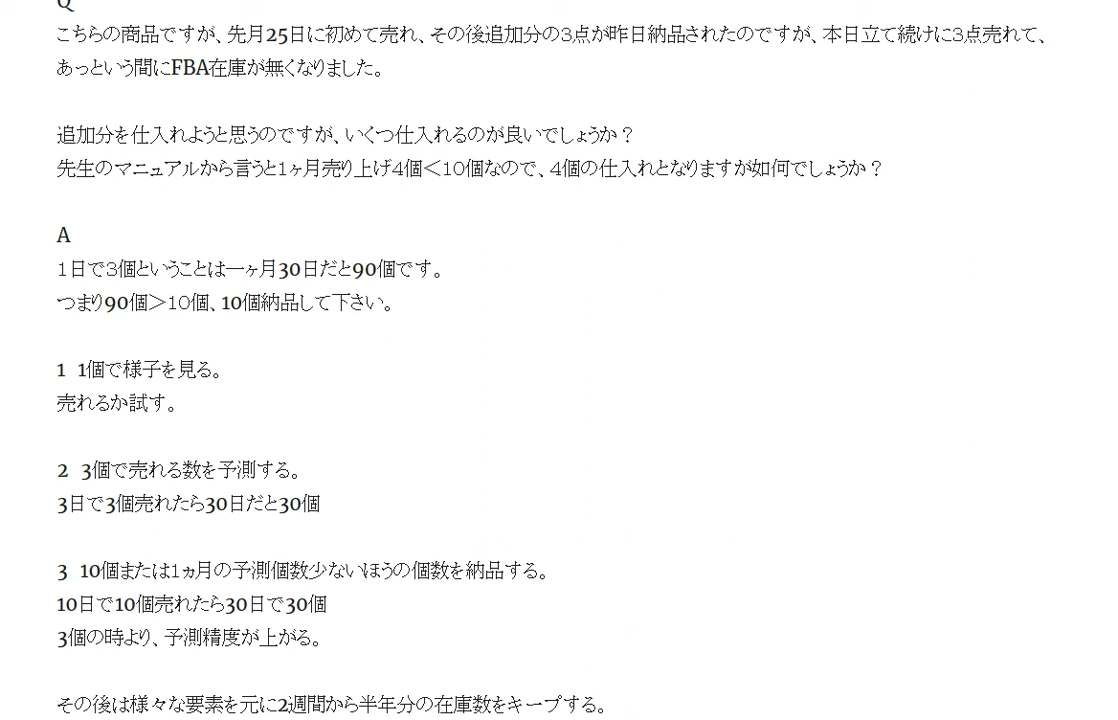 Q
こちらの商品ですが、先月25日に初めて売れ、その後追加分の３点が昨日納品されたのですが、本日立て続けに３点売れて、
あっという間にFBA在庫が無くなりました。
追加分を仕入れようと思うのですが、いくつ仕入れるのが良いでしょうか？
先生のマニュアルから言うと１ヶ月売り上げ４個＜１０個なので、４個の仕入れとなりますが如何でしょうか？
A
１日で３個ということは一ヶ月30日だと90個です。
つまり90個＞１０個、10個納品して下さい。
1 1個で様子を見る。
売れるか試す。
2 3個で売れる数を予測する。
3日で3個売れたら30日だと30個
3 10個または1ヵ月の予測個数少ないほうの個数を納品する。
10日で10個売れたら30日で30個
3個の時より、予測精度が上がる。
その後は様々な要素を元に2週間から半年分の在庫数をキープする。